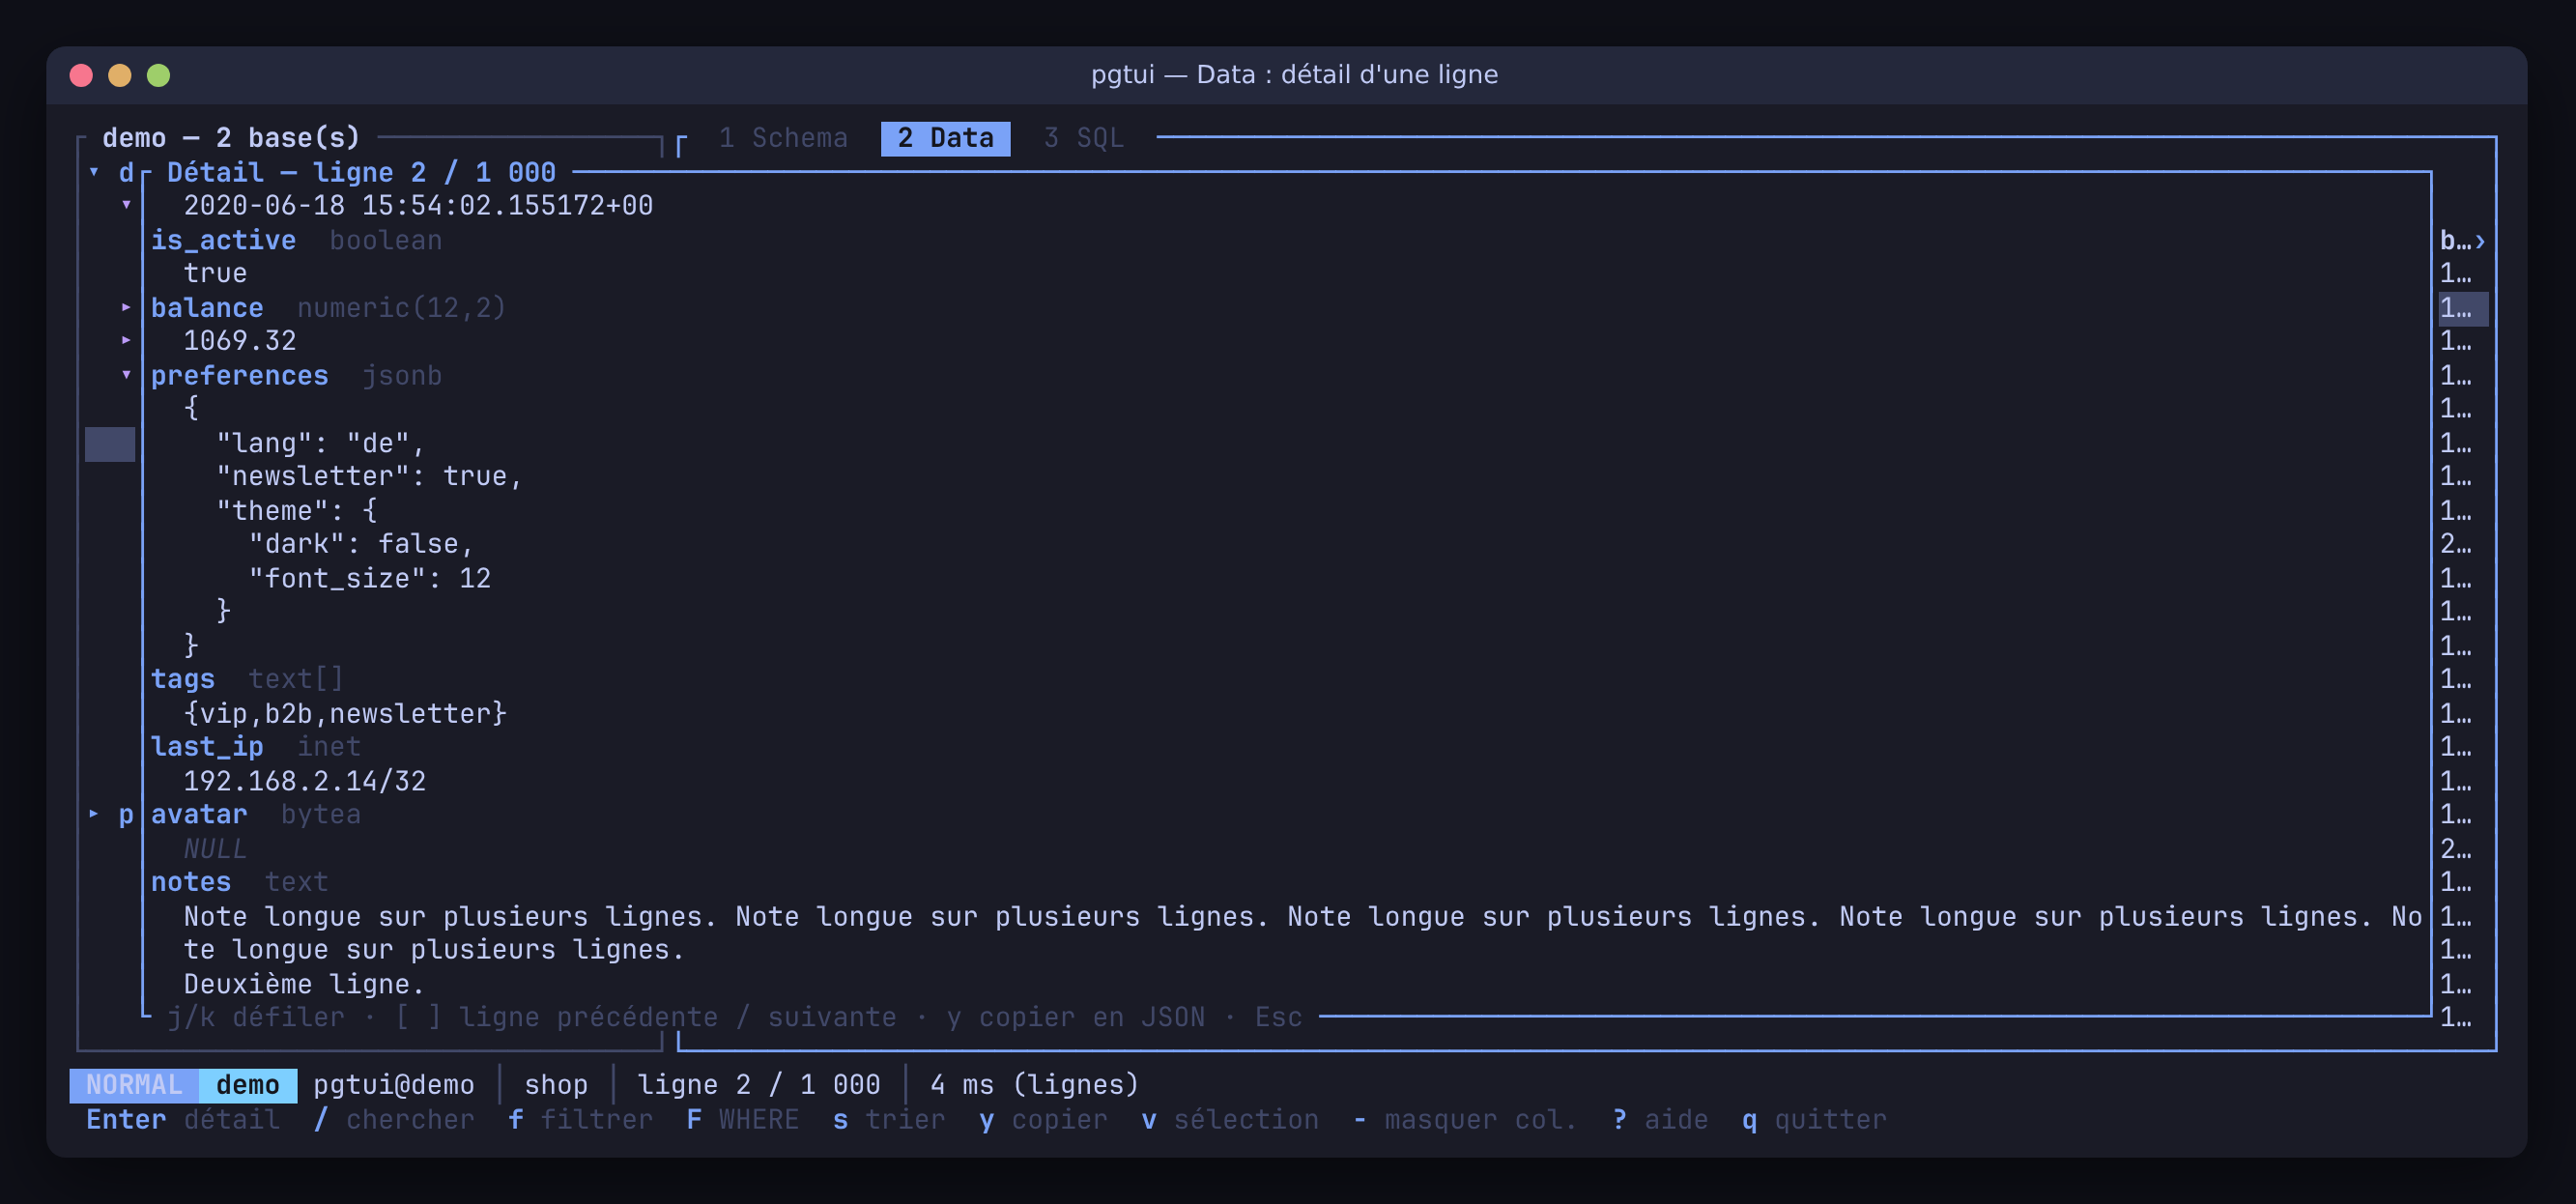 pgtui — Data : détail d'une ligne
demo — 2 base(s) 1 Schema 2 Data 3 SQL
▾ d Détail — ligne 2 / 1 000
▾ 2020-06-18 15:54:02.155172+00
is_active boolean b…›
true 1…
▸ balance numeric(12,2) 1…
▸ 1069.32 1…
▾ preferences jsonb 1…
{ 1…
"lang": "de", 1…
"newsletter": true, 1…
"theme": { 1…
"dark": false, 2…
"font_size": 12 1…
} 1…
} 1…
tags text[] 1…
{vip,b2b,newsletter} 1…
last_ip inet 1…
192.168.2.14/32 1…
▸ p avatar bytea 1…
NULL 2…
notes text 1…
Note longue sur plusieurs lignes. Note longue sur plusieurs lignes. Note longue sur plusieurs lignes. Note longue sur plusieurs lignes. No 1…
te longue sur plusieurs lignes. 1…
Deuxième ligne. 1…
j/k défiler · [ ] ligne précédente / suivante · y copier en JSON · Esc 1…
NORMAL demo pgtui@demo │ shop │ ligne 2 / 1 000 │ 4 ms (lignes)
Enter détail / chercher f filtrer F WHERE s trier y copier v sélection - masquer col. ? aide q quitter